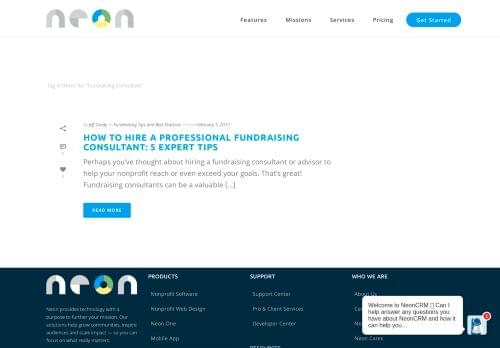 neon
Features Missions Services Pricing Get Started
Tag Archives for: "Fundraising Consultant"
by Jeff Gordy in Fundraising Tips and Best Practices Posted February 1, 2017
HOW TO HIRE A PROFESSIONAL FUNDRAISING
CONSULTANT: 5 EXPERT TIPS
Perhaps you've thought about hiring a fundraising consultant or advisor to
help your nonprofit reach or even exceed your goals. That's great!
Fundraising consultants can be a valuable [...]
READ MORE
neon
Neon provides technology with a
purpose to further your mission. Our
solutions help grow communities, inspire
audiences and scale impact — so you can
focus on what really matters.
PRODUCTS
Nonprofit Software
Nonprofit Web Design
Neon One
Mobile App
SUPPORT
Support Center
Pro & Client Services
Developer Center
RESOURCES
WHO WE ARE
About Us
Neon Cares
Welcome to NeonCRM Can I
help answer any questions you
have about NeonCRM and how it
can help you...
1